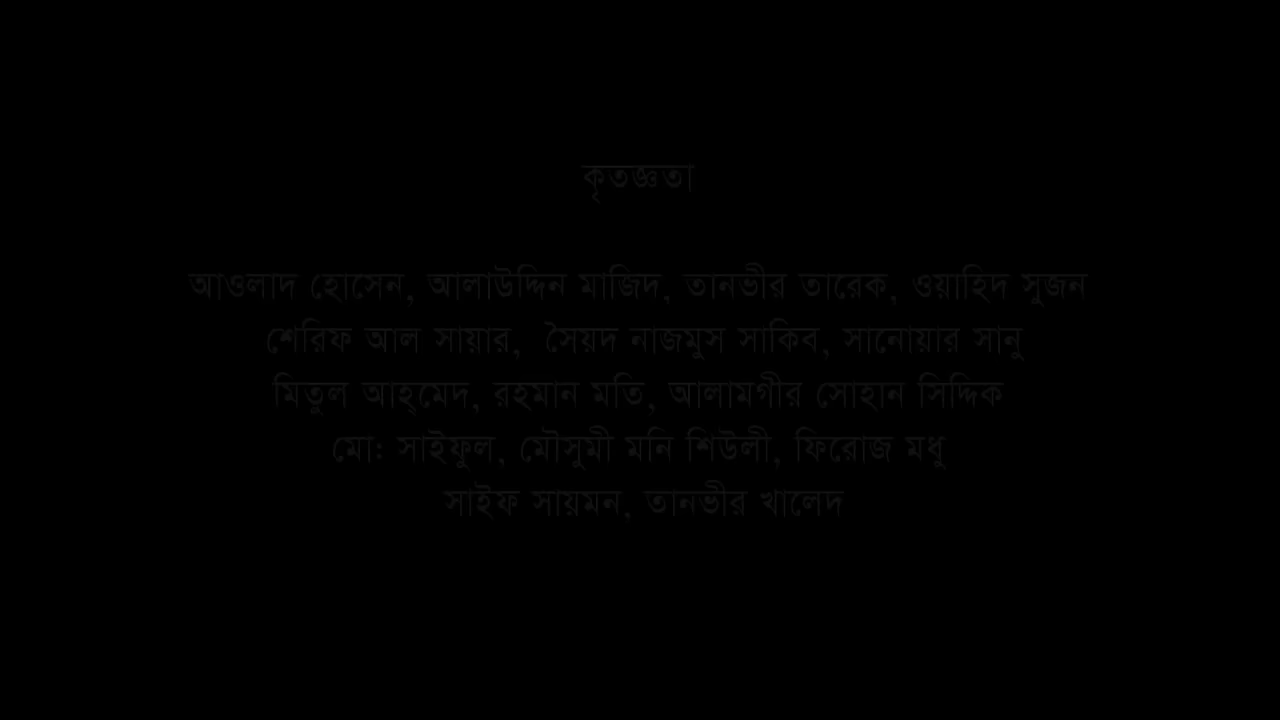 কৃতজ্ঞতা
আওলাদ হোসেন, আলাউদ্দিন মাজিদ, তানভীর তারেক, ওয়াহিদ সুজন
শেরিফ আল সায়ার,  সৈয়দ নাজমুস সাকিব, সানোয়ার সানু
মিতুল আহ্‌মেদ, রহমান মতি, আলামগীর সোহান সিদ্দিক
মো: সাইফুল, মৌসুমী মনি শিউলী, ফিরোজ মধু
সাইফ সায়মন, তানভীর খালেদ